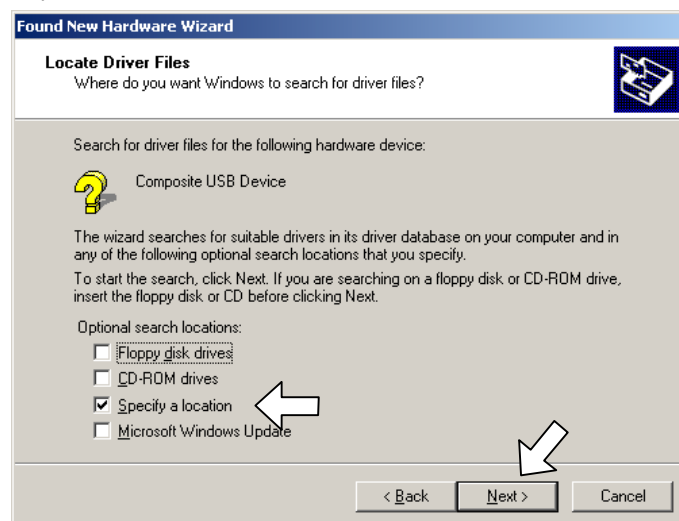 Found New Hardware Wizard
Locate Driver Files
Where do you want Windows to search for driver files?
Search for driver files for the following hardware device:
Composite USB Device
The wizard searches for suitable drivers in its driver database on your computer and in
any of the following optional search locations that you specify.
To start the search, click Next. If you are searching on a floppy disk or CD-ROM drive,
insert the floppy disk or CD before clicking Next.
Optional search locations:
Floppy disk drives
CD-ROM drives
Specify a location
Microsoft Windows Update
< Back Next > Cancel